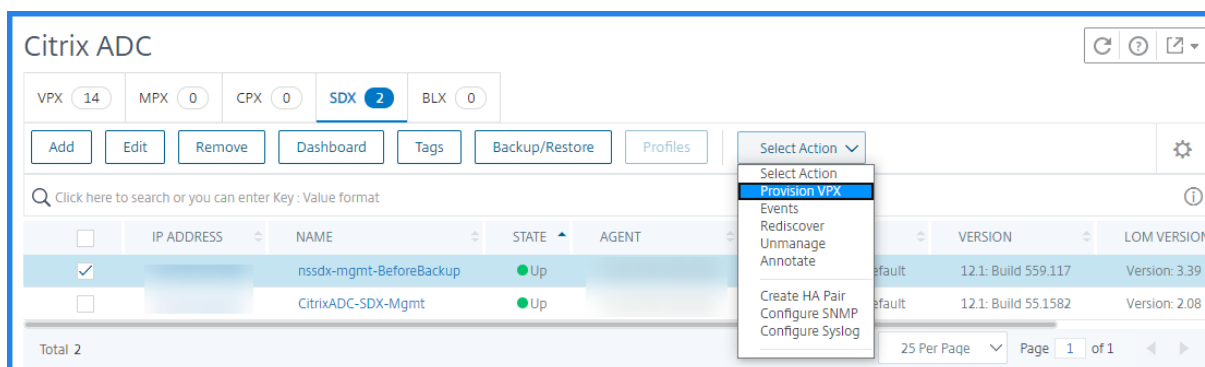 Citrix ADC
VPX 14 MPX 0 CPX 0 SDX 2 BLX 0
Add Edit Remove Dashboard Tags Backup/Restore Profiles Select Action
Select Action
Provision VPX
Events
Rediscover
Unmanage
Annotate
Create HA Pair
Configure SNMP
Configure Syslog
Click here to search or you can enter Key : Value format
IP ADDRESS NAME STATE AGENT VERSION LOM VERSION
nssdx-mgmt-BeforeBackup Up efault 12.1: Build 559.117 Version: 3.39
CitrixADC-SDX-Mgmt Up efault 12.1: Build 55.1582 Version: 2.08
Total 2 25 Per Page Page 1 of 1